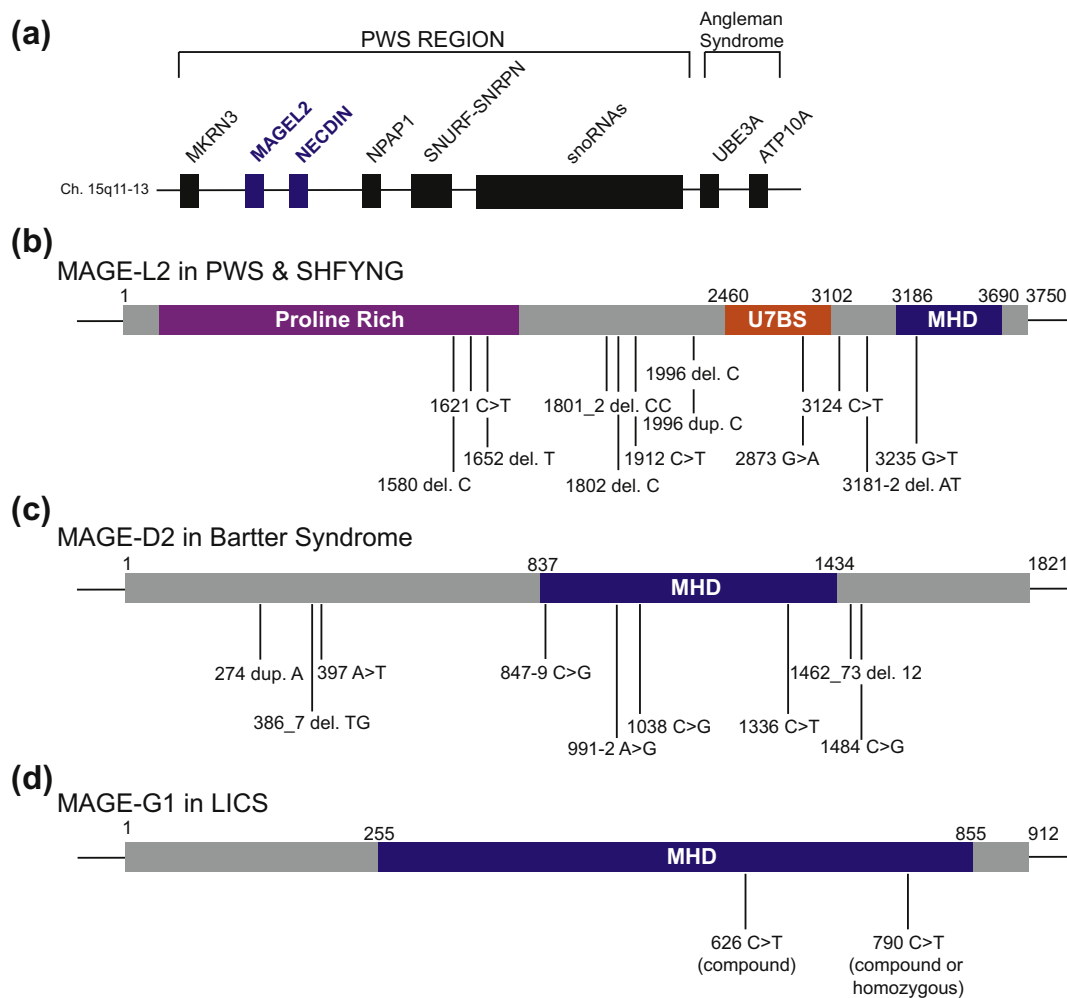 (a)
PWS REGION
Angleman
Syndrome
MKRN3
MAGEL2
NECDIN
NPAP1
SNURF-SNRPN
snoRNAs
UBE3A
ATP10A
Ch. 15q11-13
(b)
MAGE-L2 in PWS & SHFYNG
1
2460
3102
3186
3690
3750
Proline Rich
U7BS
MHD
1996 del. C
1621 C>T
1801_2 del. CC
3124 C>T
1996 dup. C
1652 del. T
1912 C>T
2873 G>A
3235 G>T
1580 del. C
1802 del. C
3181-2 del. AT
(c)
MAGE-D2 in Bartter Syndrome
1
837
1434
1821
MHD
274 dup. A
397 A>T
847-9 C>G
1462_73 del. 12
386_7 del. TG
1038 C>G
1336 C>T
991-2 A>G
1484 C>G
(d)
MAGE-G1 in LICS
1
255
855
912
MHD
626 C>T
(compound)
790 C>T
(compound or
homozygous)